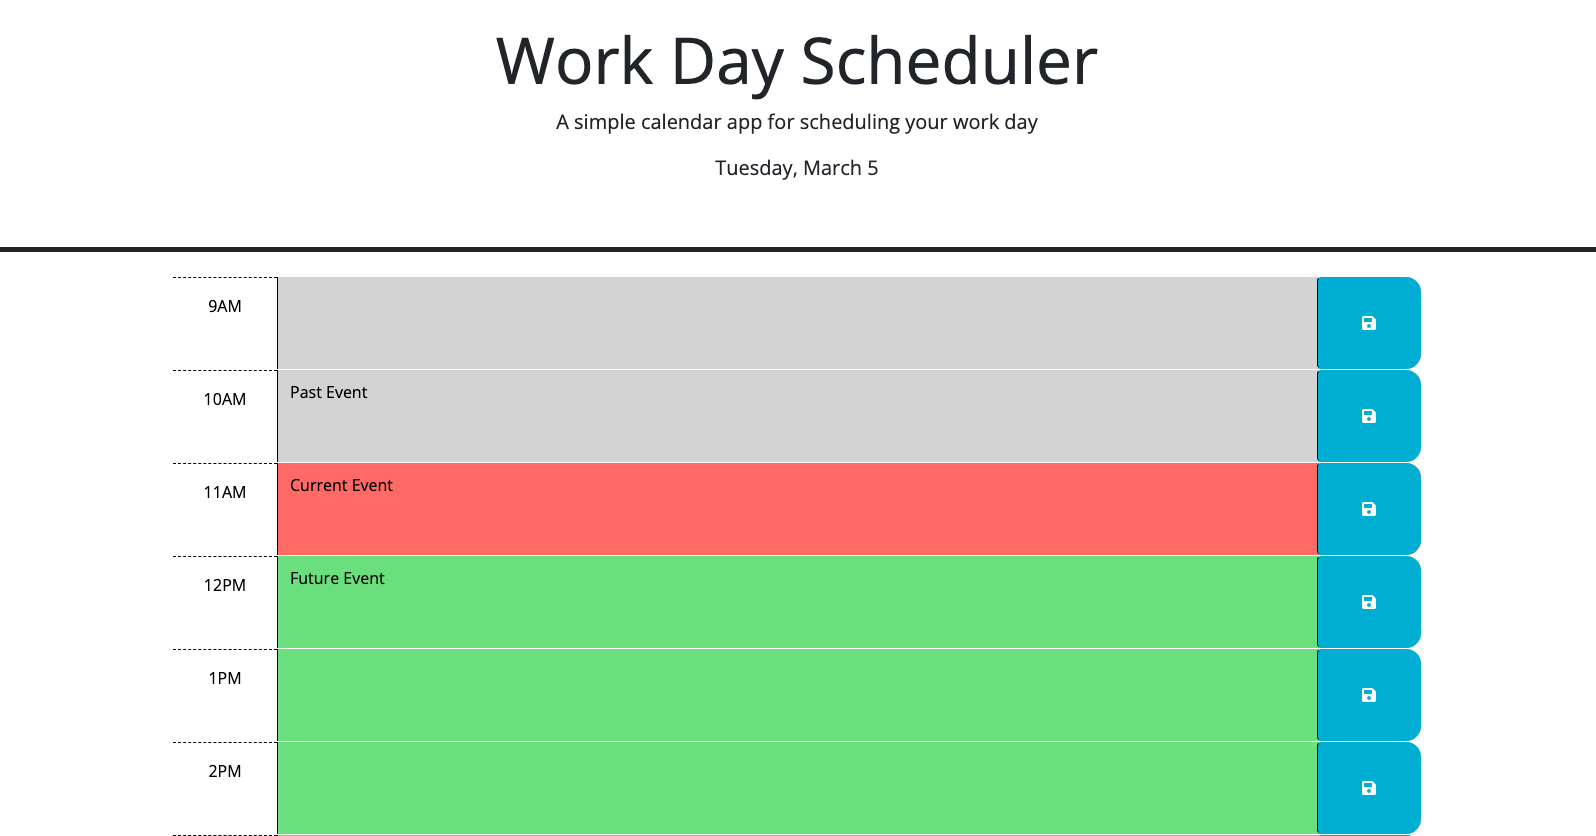 Work Day Scheduler
A simple calendar app for scheduling your work day
Tuesday, March 5
9AM
10AM
Past Event
11AM
Current Event
12PM
Future Event
1PM
2PM